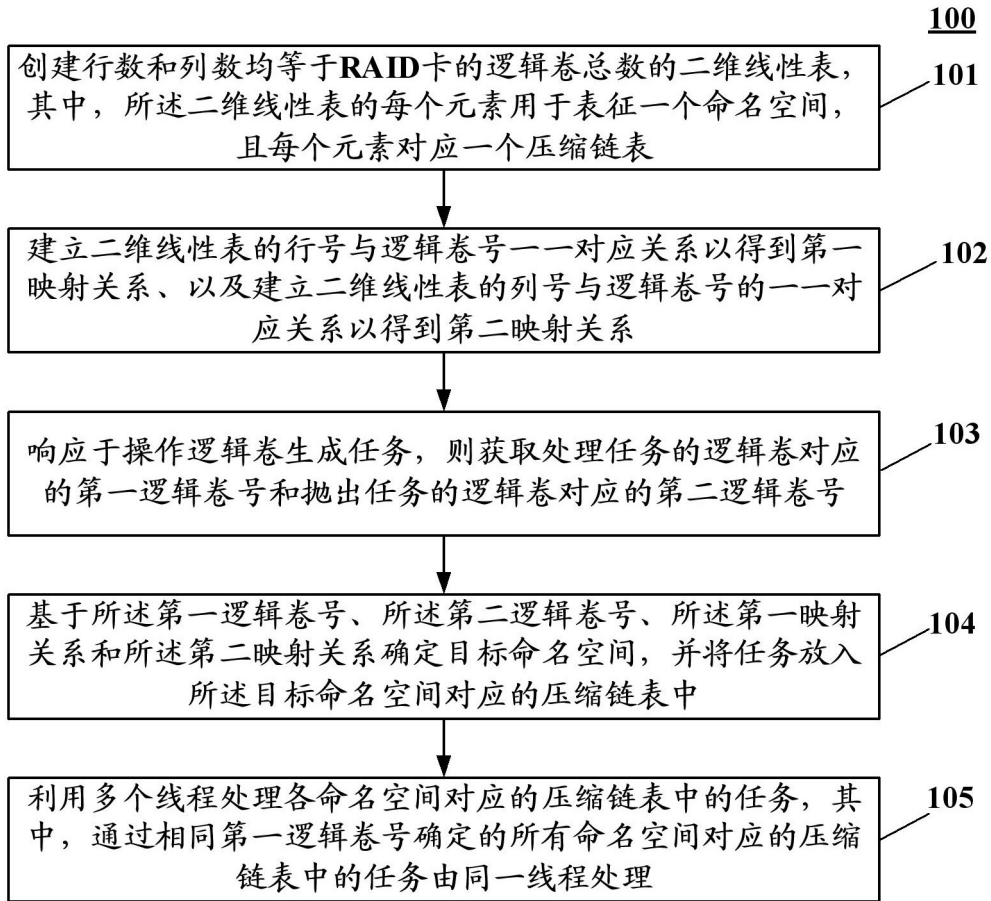 100
创建行数和列数均等于RAID卡的逻辑卷总数的二维线性表，
其中，所述二维线性表的每个元素用于表征一个命名空间，
且每个元素对应一个压缩链表
101
建立二维线性表的行号与逻辑卷号一一对应关系以得到第一
映射关系、以及建立二维线性表的列号与逻辑卷号的一一对
应关系以得到第二映射关系
102
响应于操作逻辑卷生成任务，则获取处理任务的逻辑卷对应
的第一逻辑卷号和抛出任务的逻辑卷对应的第二逻辑卷号
103
基于所述第一逻辑卷号、所述第二逻辑卷号、所述第一映射
关系和所述第二映射关系确定目标命名空间，并将任务放入
所述目标命名空间对应的压缩链表中
104
利用多个线程处理各命名空间对应的压缩链表中的任务，其
中，通过相同第一逻辑卷号确定的所有命名空间对应的压缩
链表中的任务由同一线程处理
105